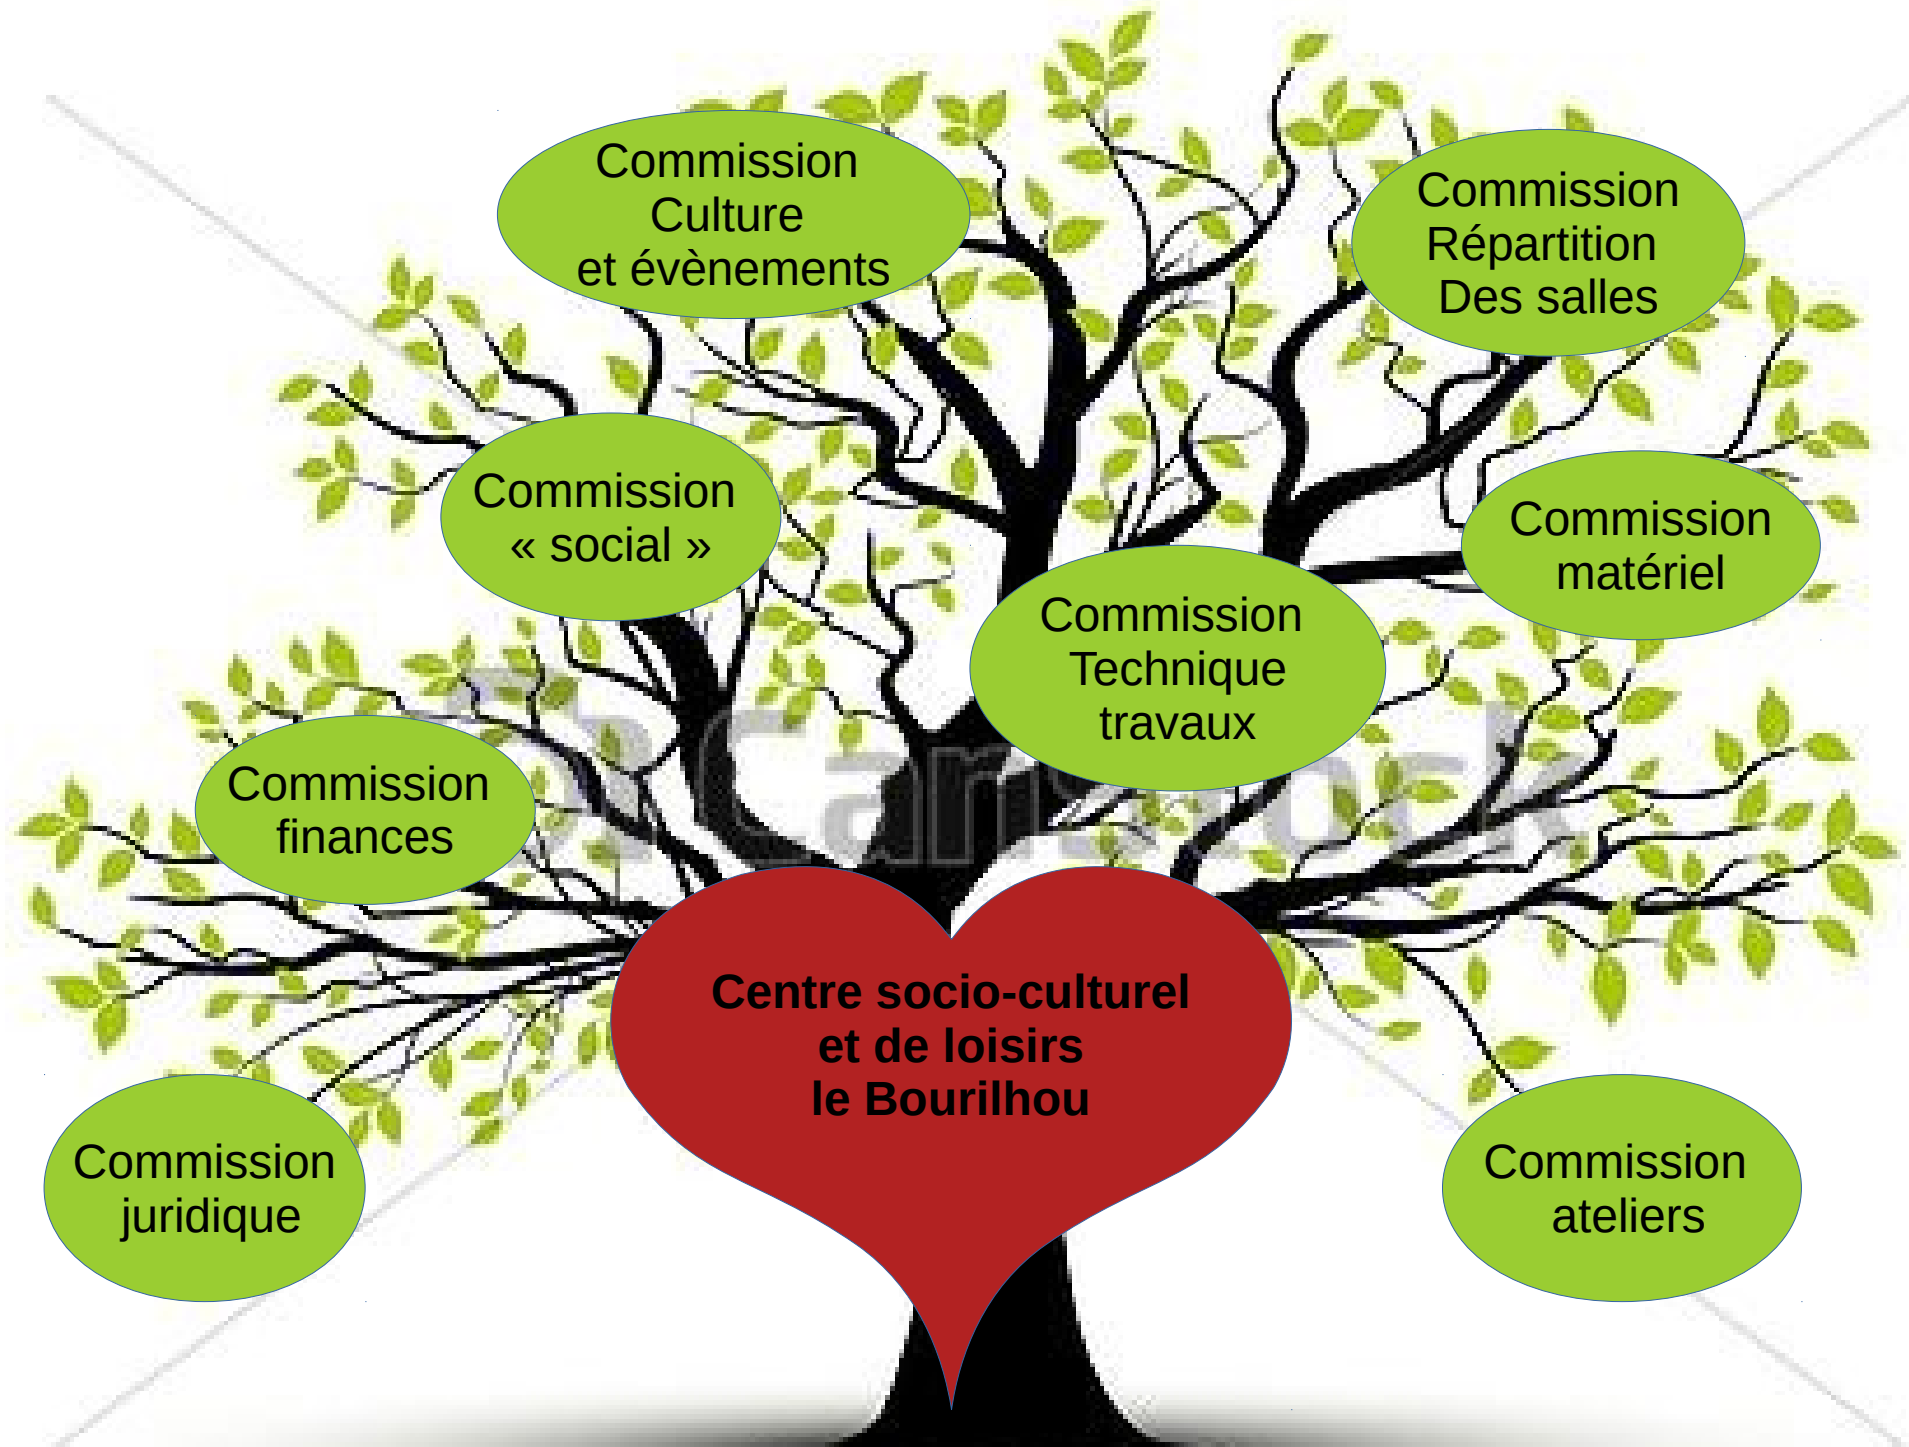 Commission
Culture
et évènements
Commission
Répartition
Des salles
Commission
« social »
Commission
matériel
Commission
Technique
travaux
Commission
finances
Centre socio-culturel
et de loisirs
le Bourilhou
Commission
juridique
Commission
ateliers